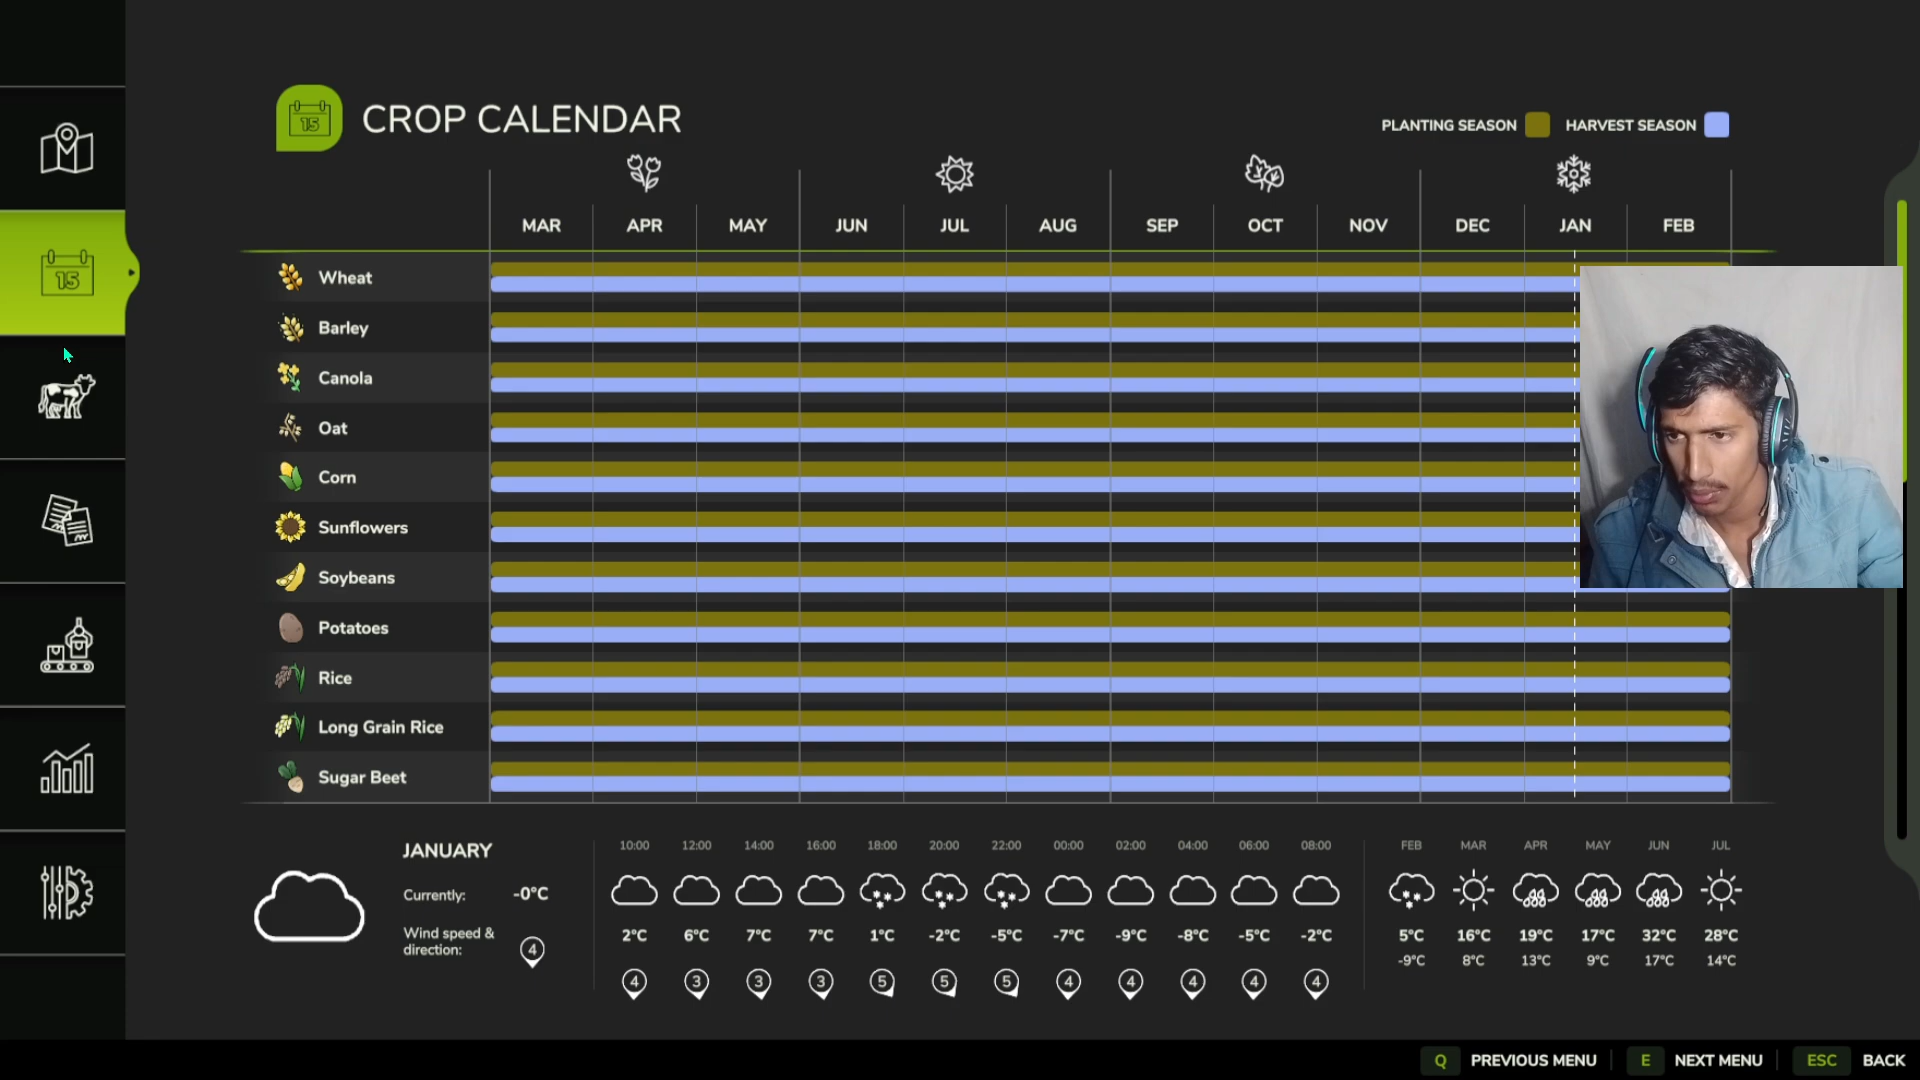 15 CROP CALENDAR
PLANTING SEASON HARVEST SEASON
MAR APR MAY JUN JUL AUG SEP OCT NOV DEC JAN FEB
15
Wheat
Barley
Canola
Oat
Corn
Sunflowers
Soybeans
Potatoes
Rice
Long Grain Rice
Sugar Beet
JANUARY
Currently: -0°C
Wind speed & direction: 4
10:00 12:00 14:00 16:00 18:00 20:00 22:00 00:00 02:00 04:00 06:00 08:00
2°C 6°C 7°C 7°C 1°C -2°C -5°C -7°C -9°C -8°C -5°C -2°C
4 3 3 3 5 5 5 4 4 4 4 4
FEB MAR APR MAY JUN JUL
5°C 16°C 19°C 17°C 32°C 28°C
-9°C 8°C 13°C 9°C 17°C 14°C
Q PREVIOUS MENU E NEXT MENU ESC BACK